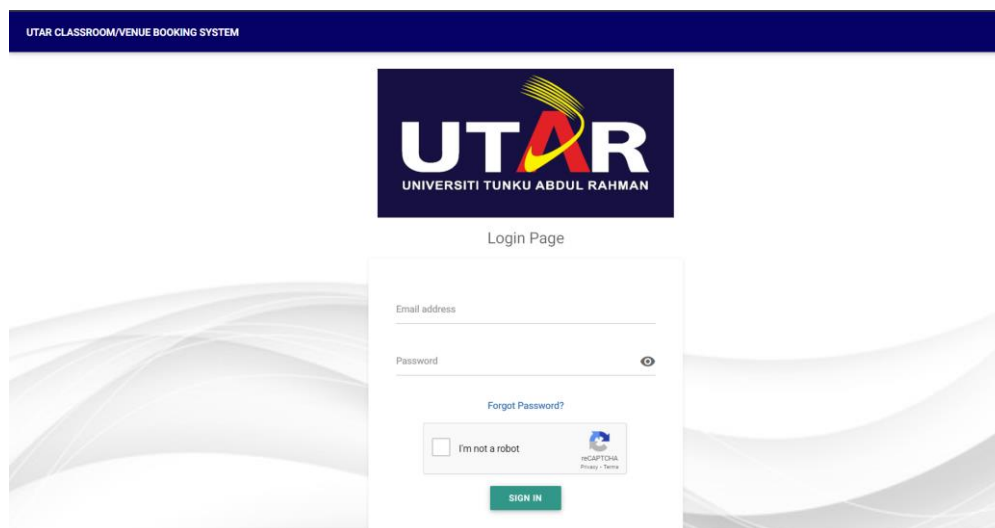 UTAR CLASSROOM/VENUE BOOKING SYSTEM
UTAR
UNIVERSITI TUNKU ABDUL RAHMAN
Login Page
Email address
Password
Forgot Password?
I'm not a robot
reCAPTCHA
Privacy - Terms
SIGN IN